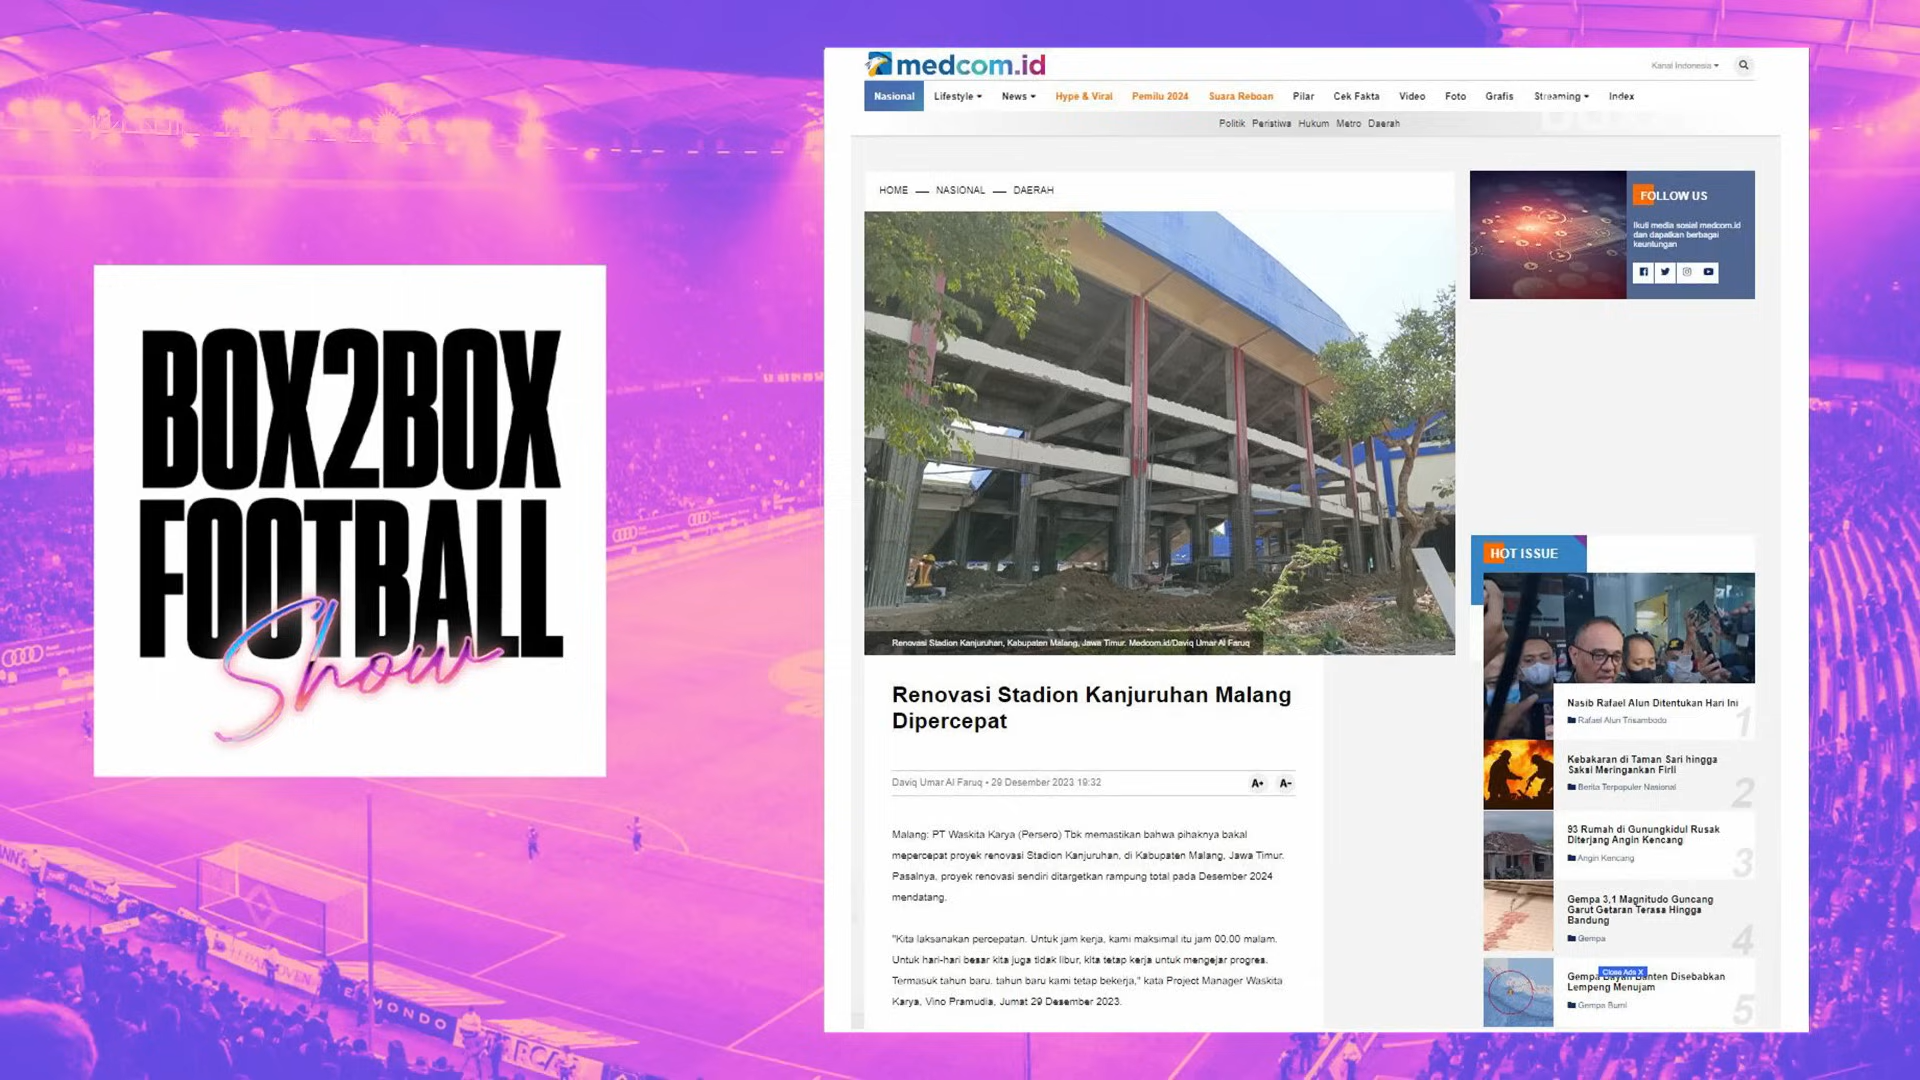 BOX2BOX
FOOTBALL
Show
medcom.id
Kanal Indonesia
Nasional Lifestyle News Hype & Viral Pemilu 2024 Suara Reboan Pilar Cek Fakta Video Foto Grafis Streaming Index
Politik Peristiwa Hukum Metro Daerah
HOME — NASIONAL — DAERAH
Renovasi Stadion Kanjuruhan, Kabupaten Malang, Jawa Timur. Medcom.id/Daviq Umar Al Faruq
Renovasi Stadion Kanjuruhan Malang
Dipercepat
Daviq Umar Al Faruq • 29 Desember 2023 19:32
A+ A-
Malang: PT Waskita Karya (Persero) Tbk memastikan bahwa pihaknya bakal
mepercepat proyek renovasi Stadion Kanjuruhan, di Kabupaten Malang, Jawa Timur.
Pasalnya, proyek renovasi sendiri ditargetkan rampung total pada Desember 2024
mendatang.
"Kita laksanakan percepatan. Untuk jam kerja, kami maksimal itu jam 00.00 malam.
Untuk hari-hari besar kita juga tidak libur, kita tetap kerja untuk mengejar progres.
Termasuk tahun baru. tahun baru kami tetap bekerja," kata Project Manager Waskita
Karya, Vino Pramudia, Jumat 29 Desember 2023.
FOLLOW US
Ikuti media sosial medcom.id
dan dapatkan berbagai
keuntungan
HOT ISSUE
Nasib Rafael Alun Ditentukan Hari Ini
Rafael Alun Trisambodo
1
Kebakaran di Taman Sari hingga
Saksi Meringankan Firli
Berita Terpopuler Nasional
2
93 Rumah di Gunungkidul Rusak
Diterjang Angin Kencang
Angin Kencang
3
Gempa 3,1 Magnitudo Guncang
Garut Getaran Terasa Hingga
Bandung
Gempa
4
Close Ads X
Gempa Bayah Banten Disebabkan
Lempeng Menujam
Gempa Bumi
5
EL MONDO